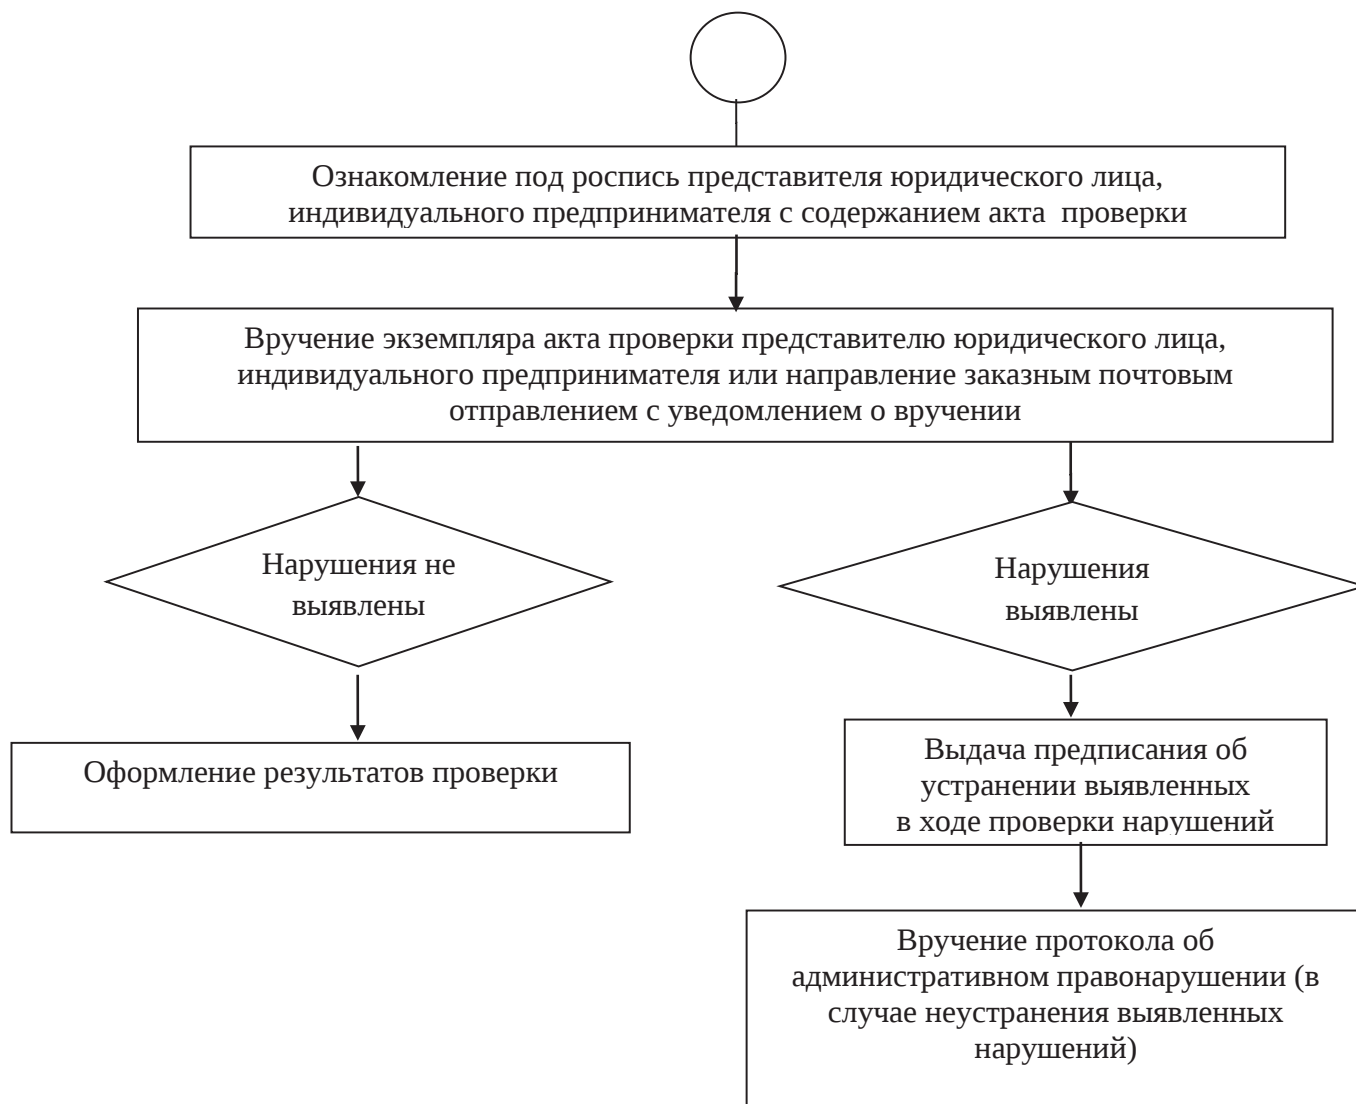 Ознакомление под роспись представителя юридического лица,
индивидуального предпринимателя с содержанием акта  проверки
Вручение экземпляра акта проверки представителю юридического лица,
индивидуального предпринимателя или направление заказным почтовым
отправлением с уведомлением о вручении
Нарушения не
выявлены
Нарушения
выявлены
Оформление результатов проверки
Выдача предписания об
устранении выявленных
в ходе проверки нарушений
Вручение протокола об
административном правонарушении (в
случае неустранения выявленных
нарушений)